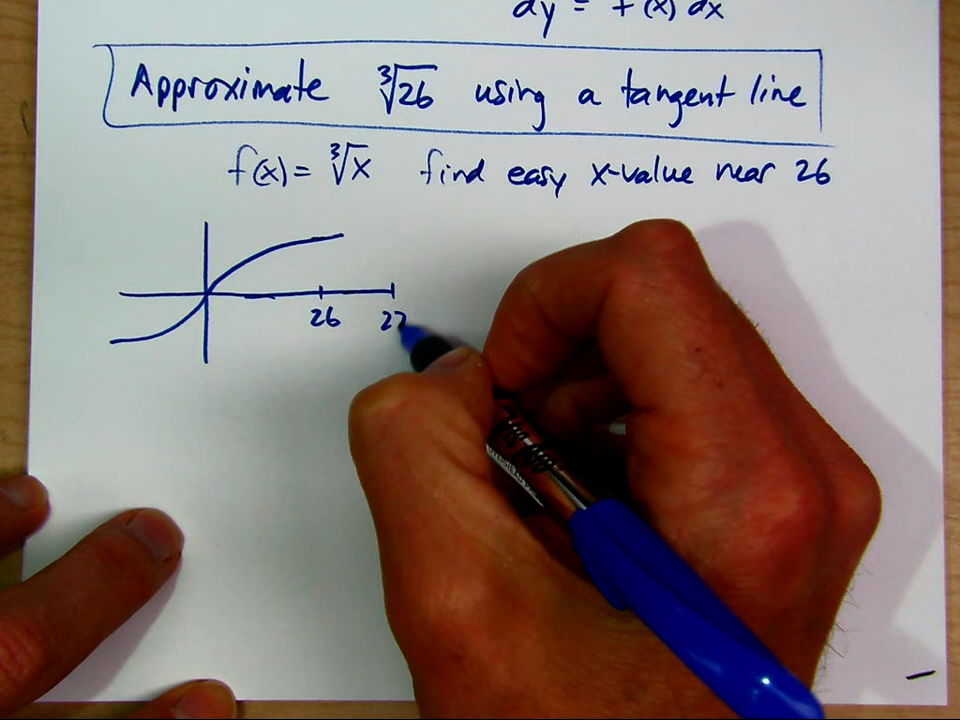 dy = f'(x) dx
Approximate ∛26 using a tangent line
f(x) = ∛x find easy x-value near 26
26 27